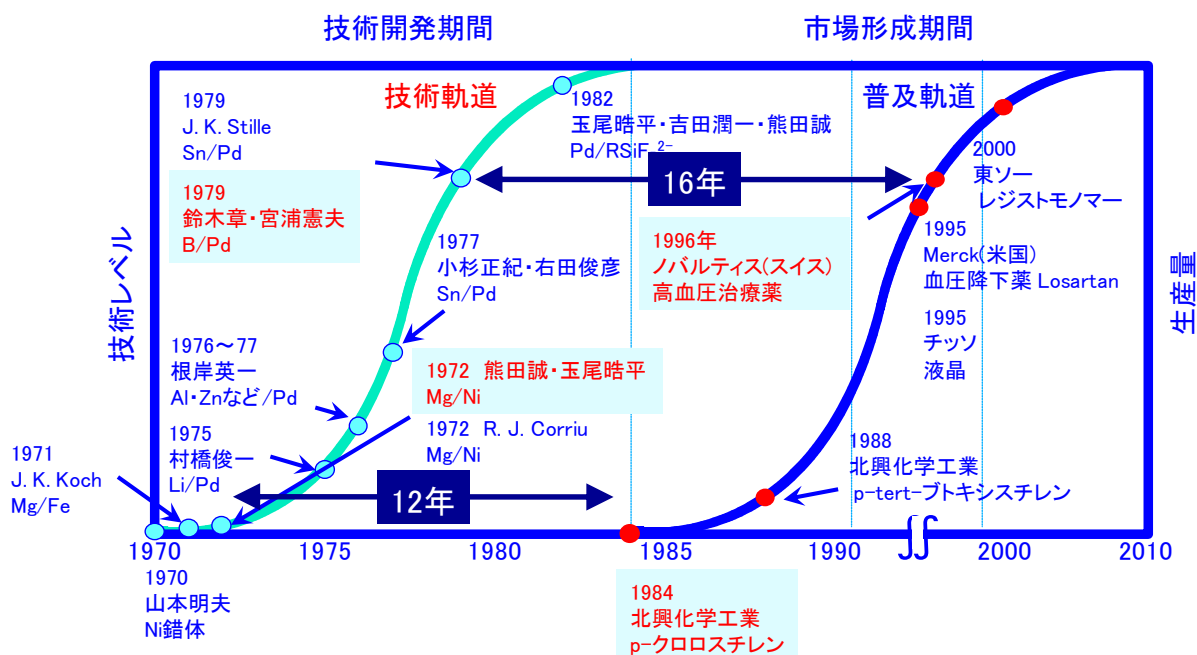 技術開発期間
市場形成期間
技術軌道
普及軌道
技術レベル
生産量
1979
J. K. Stille
Sn/Pd
1979
鈴木章・宮浦憲夫
B/Pd
1982
玉尾晧平・吉田潤一・熊田誠
Pd/RSiF 2-
16年
1977
小杉正紀・右田俊彦
Sn/Pd
1996年
ノバルティス(スイス)
高血圧治療薬
2000
東ソー
レジストモノマー
1995
Merck(米国)
血圧降下薬 Losartan
1995
チッソ
液晶
1976～77
根岸英一
Al・Znなど/Pd
1972 熊田誠・玉尾晧平
Mg/Ni
1972 R. J. Corriu
Mg/Ni
1975
村橋俊一
Li/Pd
1971
J. K. Koch
Mg/Fe
12年
1988
北興化学工業
p-tert-ブトキシスチレン
1970
1975
1980
1985
1990
2000
2010
1970
山本明夫
Ni錯体
1984
北興化学工業
p-クロロスチレン